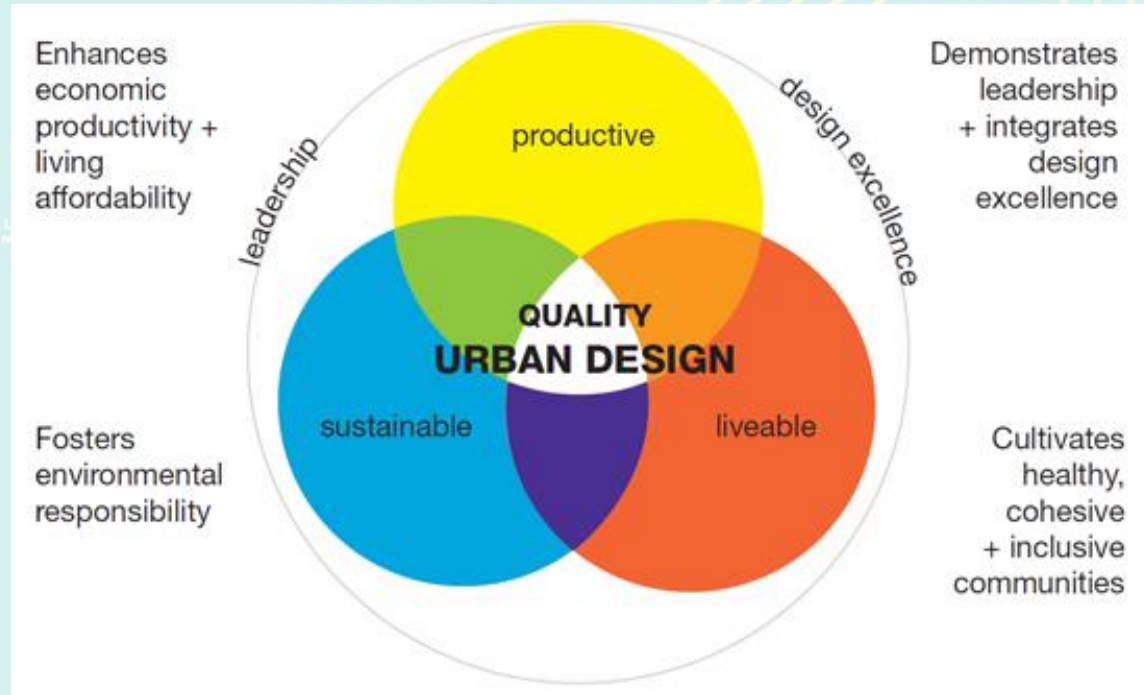 Enhances
economic
productivity +
living
affordability
Demonstrates
leadership
+ integrates
design
excellence
leadership
design excellence
productive
QUALITY
URBAN DESIGN
sustainable
liveable
Fosters
environmental
responsibility
Cultivates
healthy,
cohesive
+ inclusive
communities